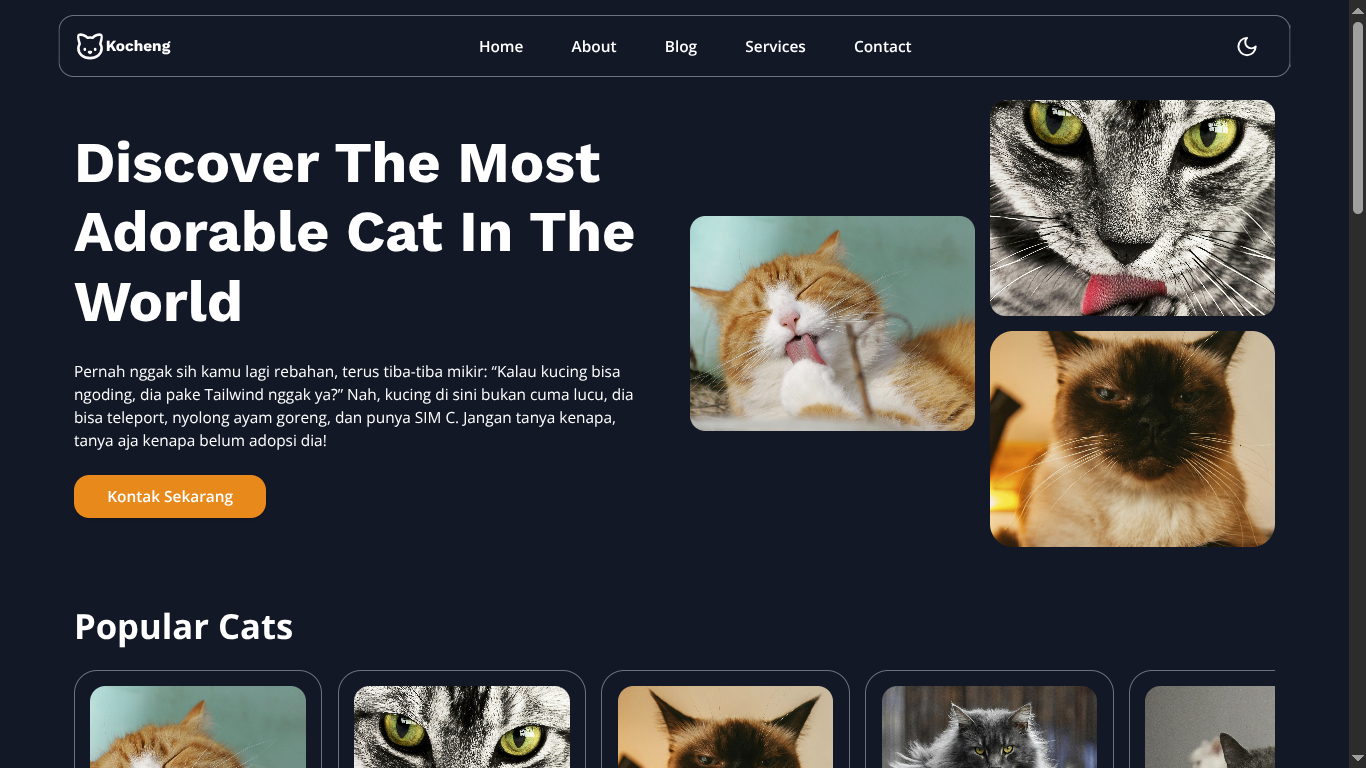 Kocheng
Home
About
Blog
Services
Contact
Discover The Most
Adorable Cat In The
World
Pernah nggak sih kamu lagi rebahan, terus tiba-tiba mikir: “Kalau kucing bisa
ngoding, dia pake Tailwind nggak ya?” Nah, kucing di sini bukan cuma lucu, dia
bisa teleport, nyolong ayam goreng, dan punya SIM C. Jangan tanya kenapa,
tanya aja kenapa belum adopsi dia!
Kontak Sekarang
Popular Cats